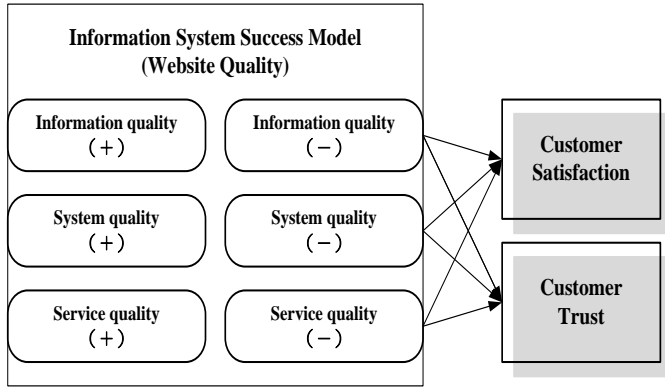 Information System Success Model
(Website Quality)
Information quality
(+)
Information quality
(−)
Customer
Satisfaction
System quality
(+)
System quality
(−)
Service quality
(+)
Service quality
(−)
Customer
Trust